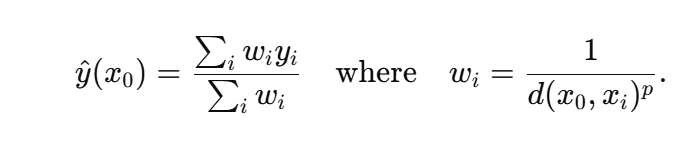 ŷ(x₀) = ∑ᵢ wᵢyᵢ / ∑ᵢ wᵢ where wᵢ = 1 / d(x₀, xᵢ)ᵖ.